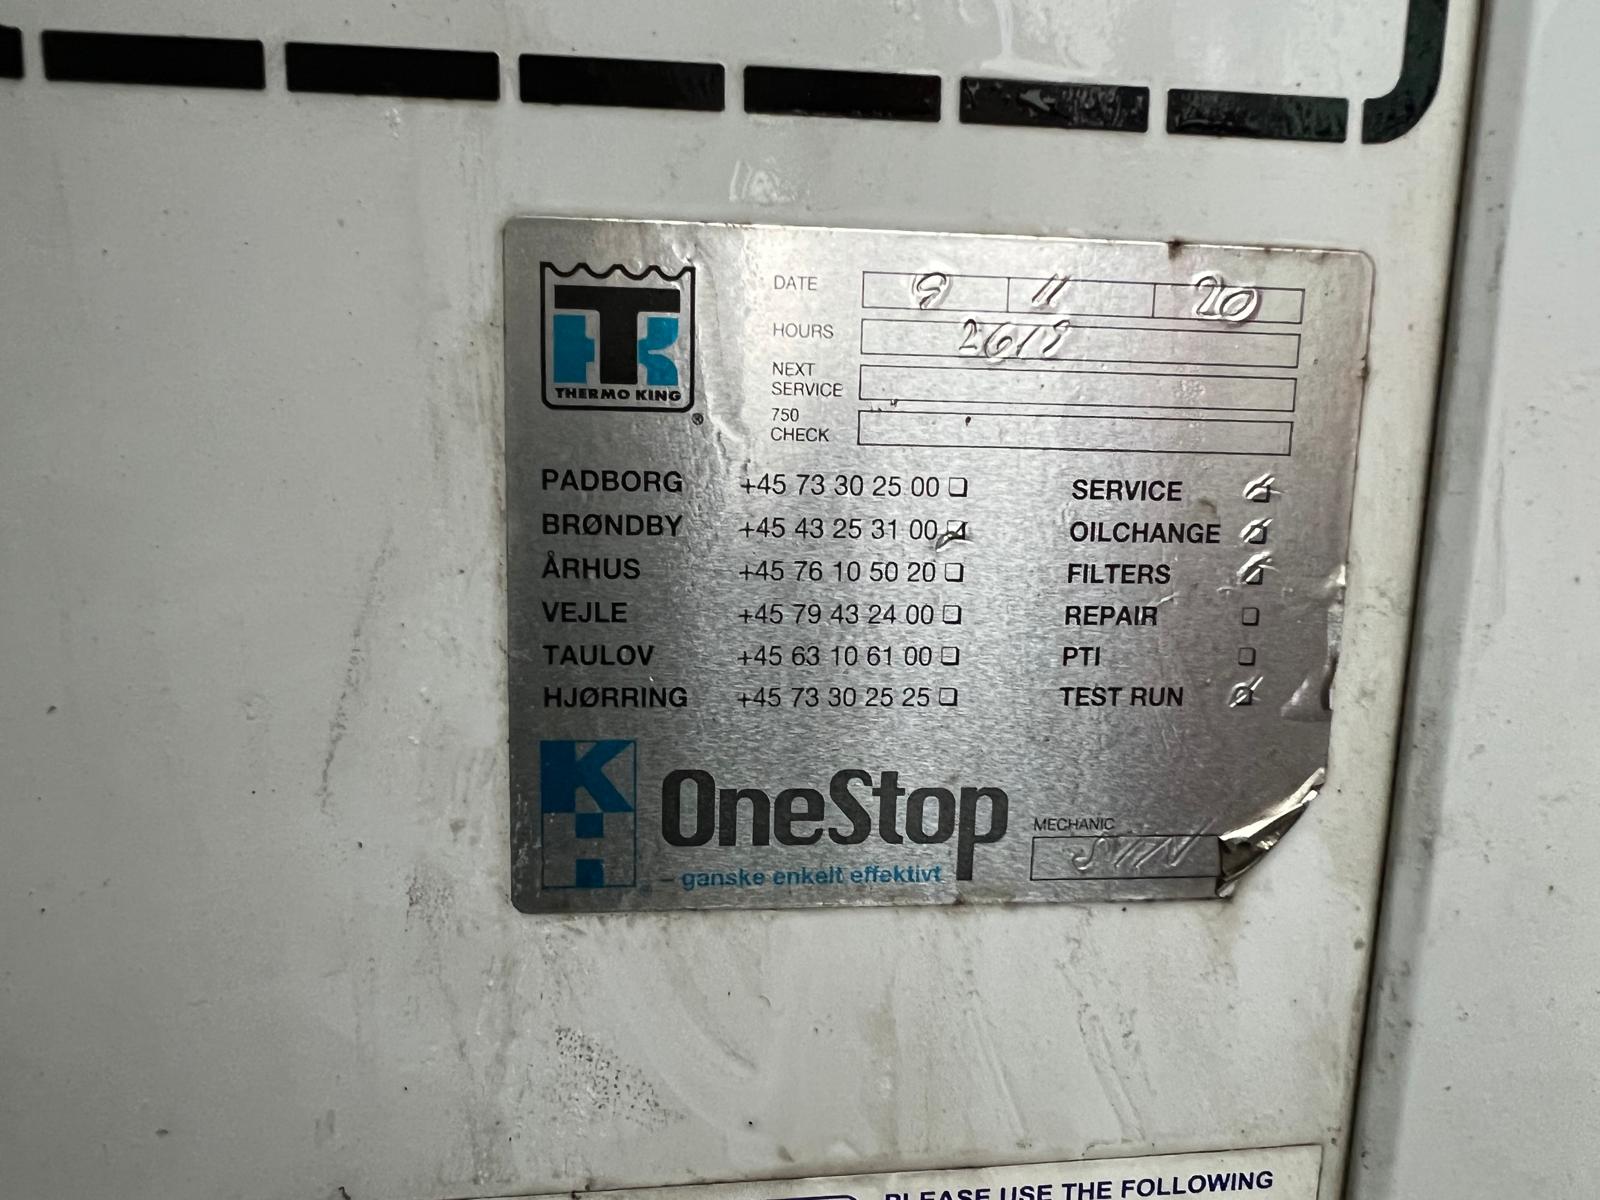 THERMO KING
®
DATE 9 11 20
HOURS 2618
NEXT SERVICE
750 CHECK
PADBORG +45 73 30 25 00
BRØNDBY +45 43 25 31 00
ÅRHUS +45 76 10 50 20
VEJLE +45 79 43 24 00
TAULOV +45 63 10 61 00
HJØRRING +45 73 30 25 25
SERVICE
OILCHANGE
FILTERS
REPAIR
PTI
TEST RUN
K
OneStop
– ganske enkelt effektivt
MECHANIC
PLEASE USE THE FOLLOWING